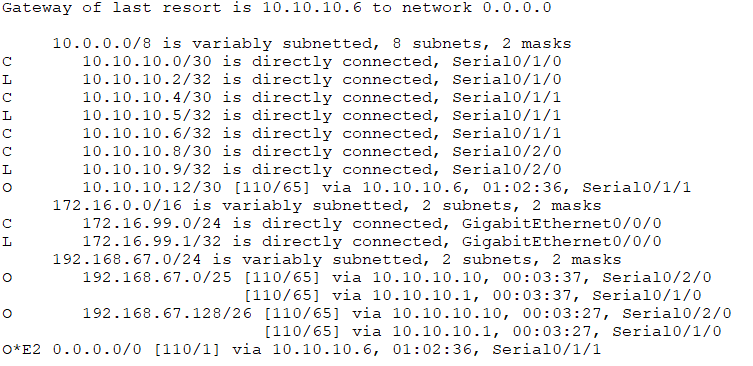 Gateway of last resort is 10.10.10.6 to network 0.0.0.0
10.0.0.0/8 is variably subnetted, 8 subnets, 2 masks
C 10.10.10.0/30 is directly connected, Serial0/1/0
L 10.10.10.2/32 is directly connected, Serial0/1/0
C 10.10.10.4/30 is directly connected, Serial0/1/1
L 10.10.10.5/32 is directly connected, Serial0/1/1
C 10.10.10.6/32 is directly connected, Serial0/1/1
C 10.10.10.8/30 is directly connected, Serial0/2/0
L 10.10.10.9/32 is directly connected, Serial0/2/0
O 10.10.10.12/30 [110/65] via 10.10.10.6, 01:02:36, Serial0/1/1
172.16.0.0/16 is variably subnetted, 2 subnets, 2 masks
C 172.16.99.0/24 is directly connected, GigabitEthernet0/0/0
L 172.16.99.1/32 is directly connected, GigabitEthernet0/0/0
192.168.67.0/24 is variably subnetted, 2 subnets, 2 masks
O 192.168.67.0/25 [110/65] via 10.10.10.10, 00:03:37, Serial0/2/0
[110/65] via 10.10.10.1, 00:03:37, Serial0/1/0
O 192.168.67.128/26 [110/65] via 10.10.10.10, 00:03:27, Serial0/2/0
[110/65] via 10.10.10.1, 00:03:27, Serial0/1/0
O*E2 0.0.0.0/0 [110/1] via 10.10.10.6, 01:02:36, Serial0/1/1